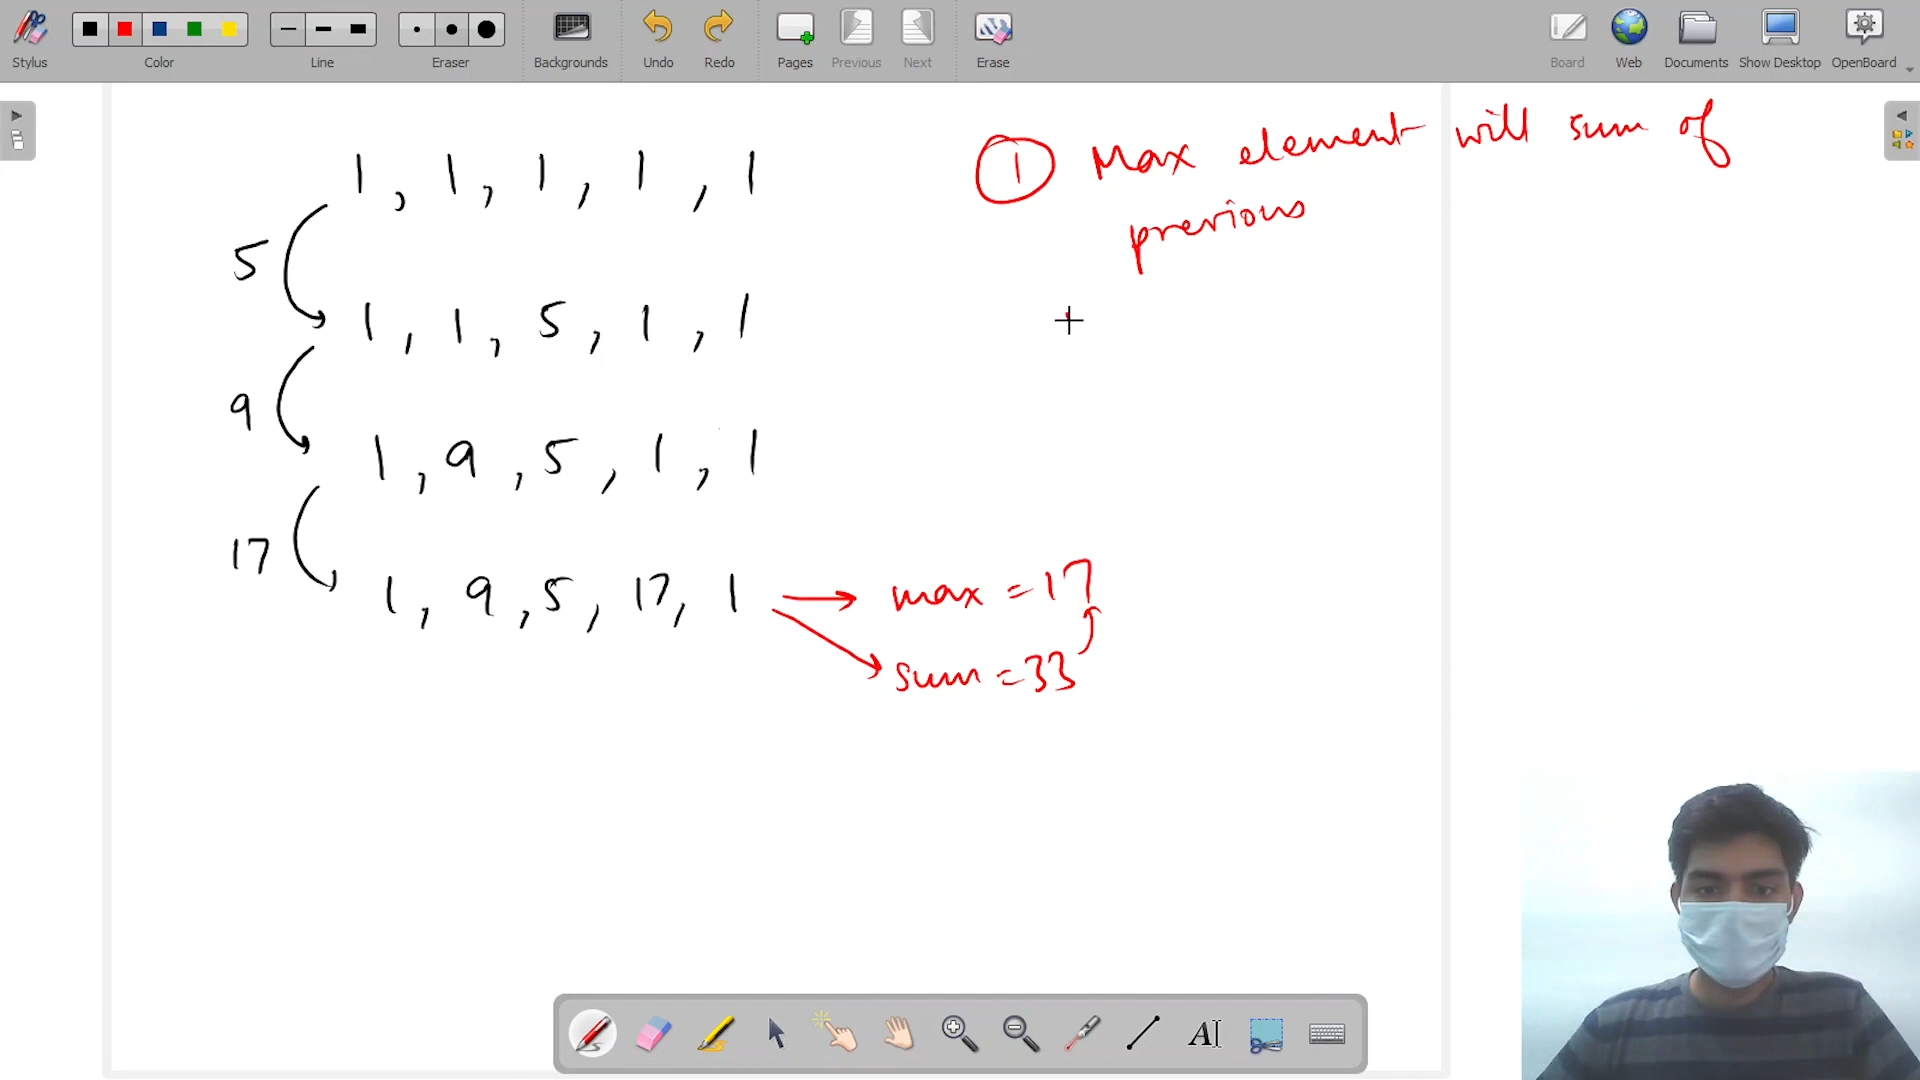 Stylus
Color
Line
Eraser
Backgrounds
Undo
Redo
Pages
Previous
Next
Erase
Board
Web
Documents
Show Desktop
OpenBoard
1, 1, 1, 1, 1
5
1, 1, 5, 1, 1
9
1, 9, 5, 1, 1
17
1, 9, 5, 17, 1
max = 17
sum = 33
① Max element will sum of
previous